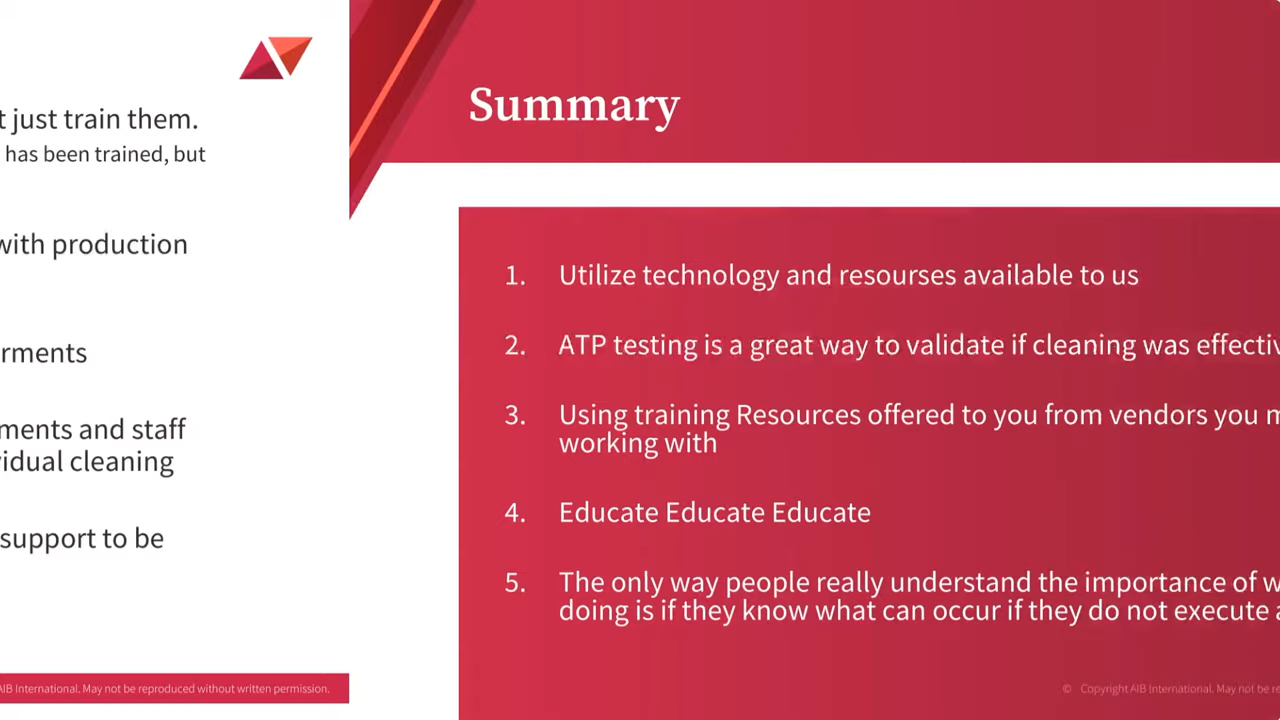 t just train them.
has been trained, but
with production
rments
ments and staff
idual cleaning
support to be
AIB International. May not be reproduced without written permission.
Summary
1. Utilize technology and resourses available to us
2. ATP testing is a great way to validate if cleaning was effectiv
3. Using training Resources offered to you from vendors you m
working with
4. Educate Educate Educate
5. The only way people really understand the importance of w
doing is if they know what can occur if they do not execute a
© Copyright AIB International. May not be re